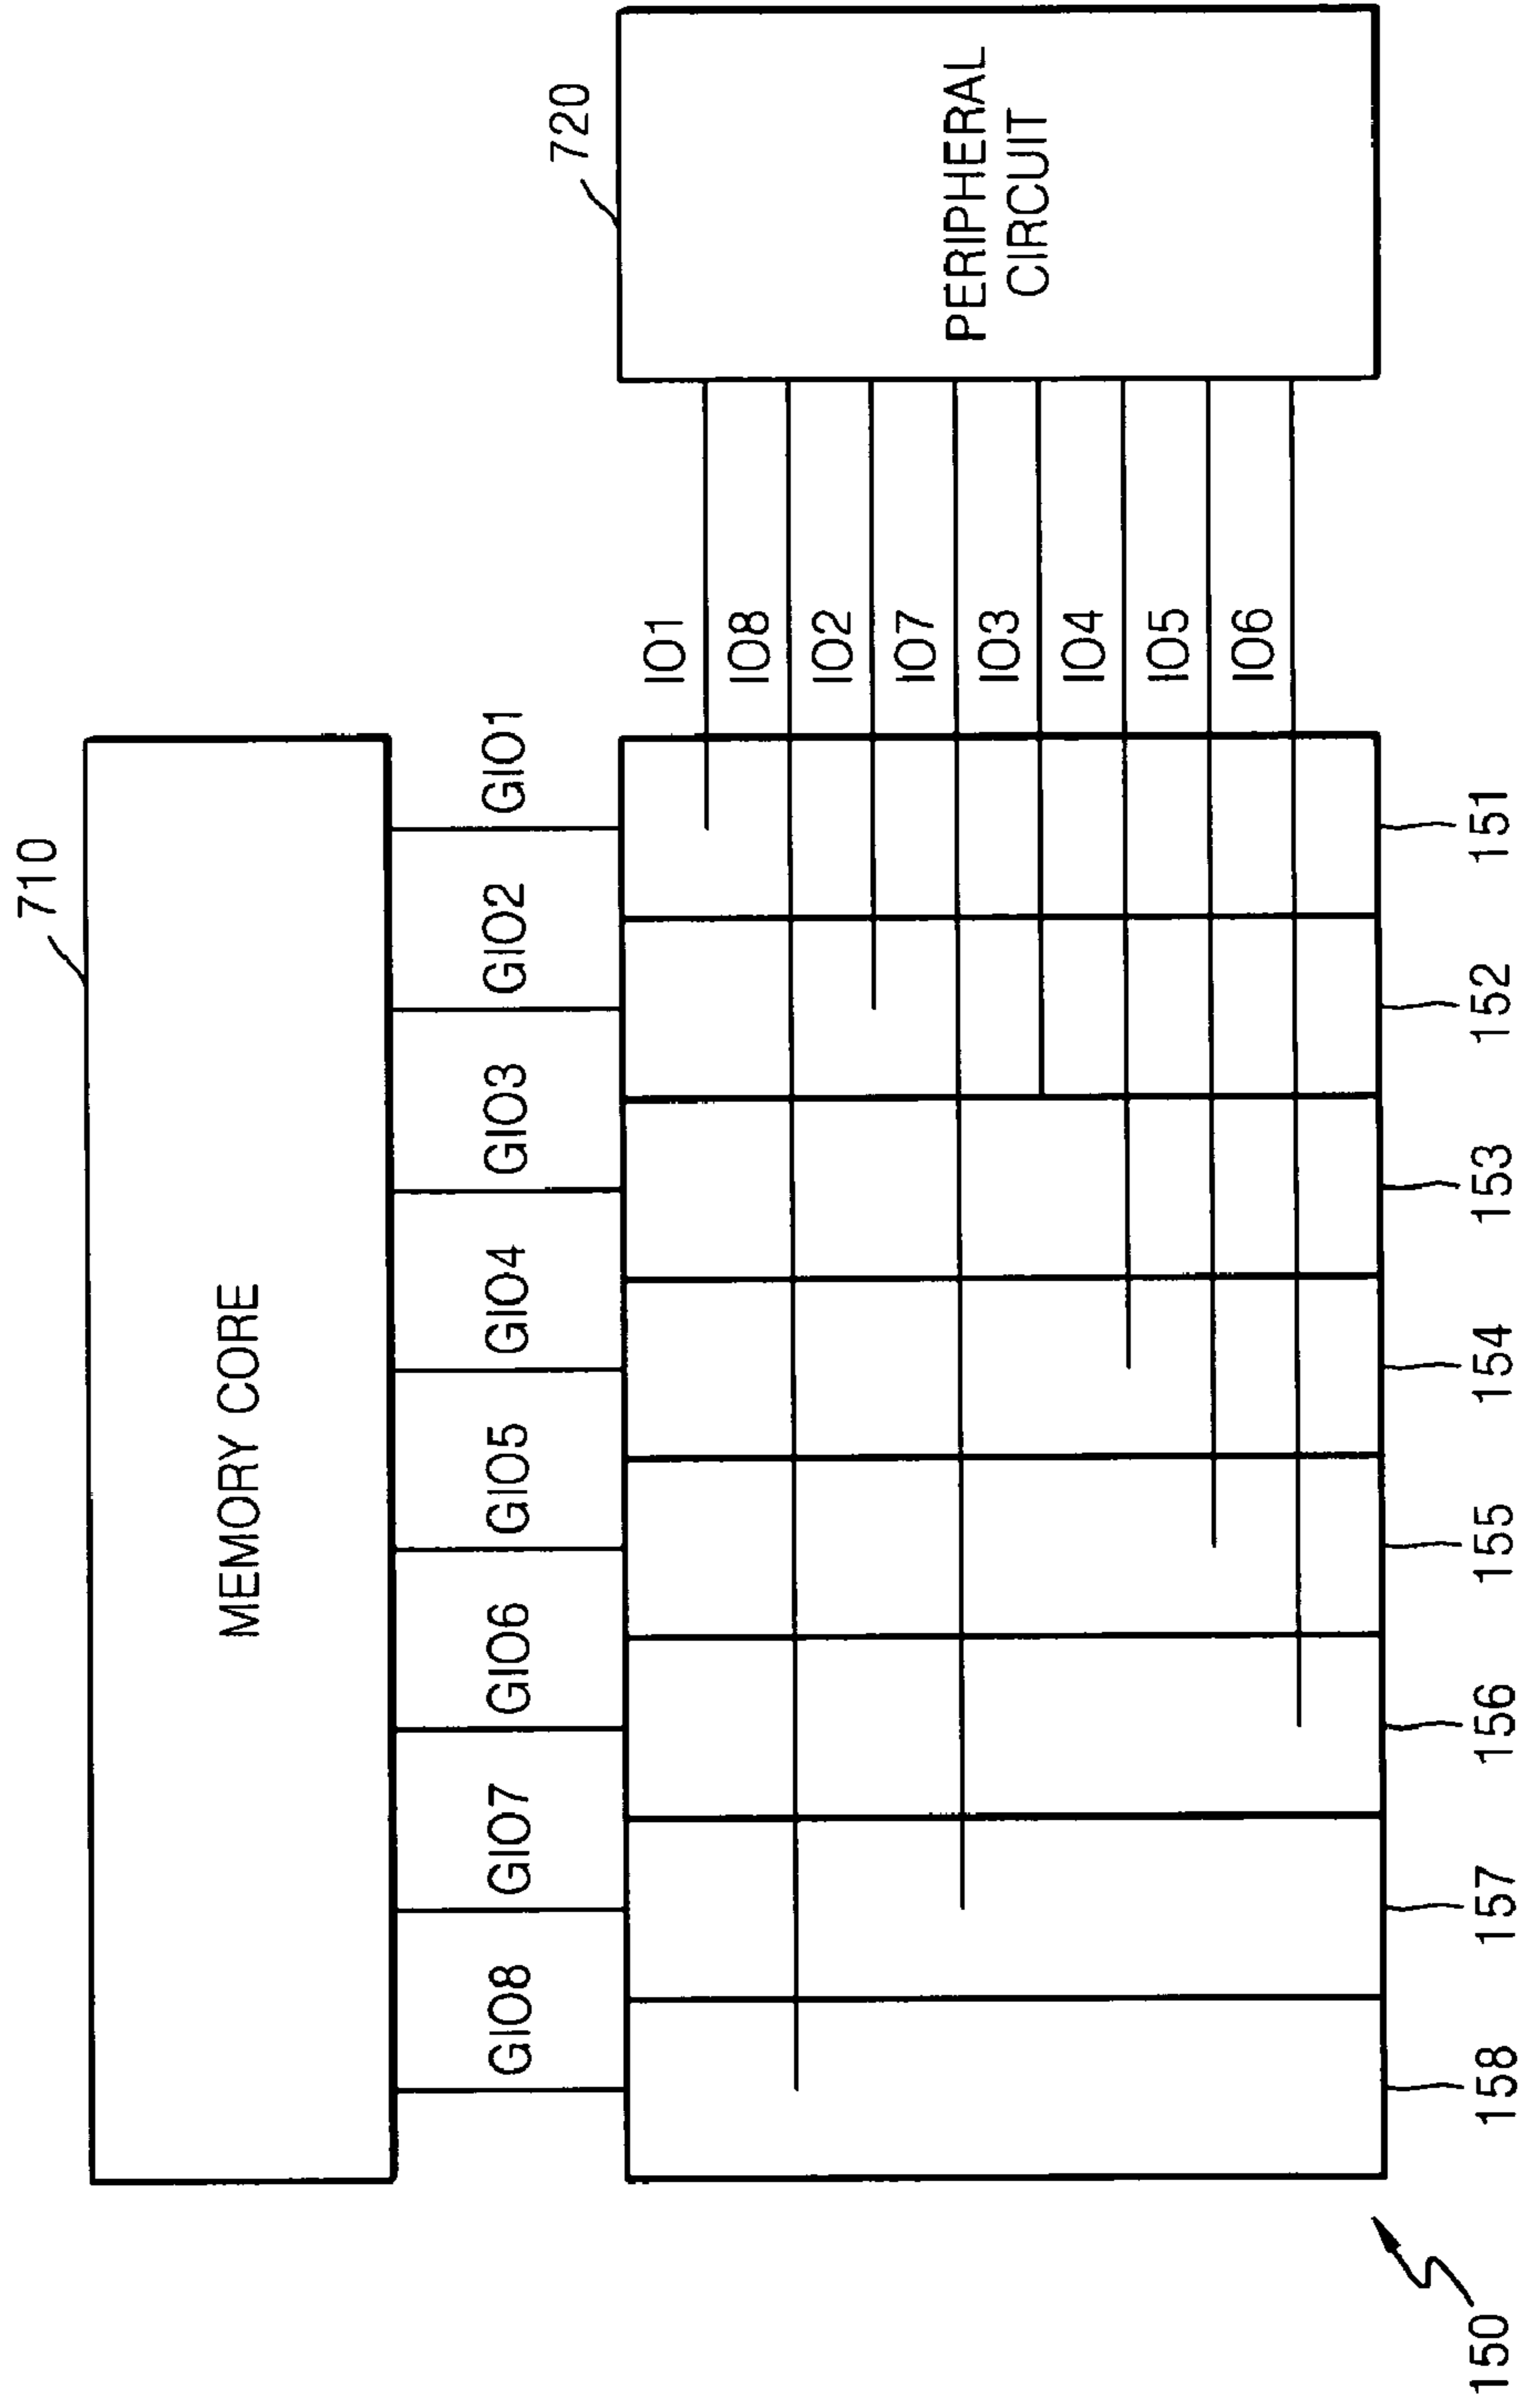 710
MEMORY CORE
720
PERIPHERAL
CIRCUIT
GIO8
GIO7
GIO6
GIO5
GIO4
GIO3
GIO2
GIO1
IO1
IO8
IO2
IO7
IO3
IO4
IO5
IO6
150
158
157
156
155
154
153
152
151